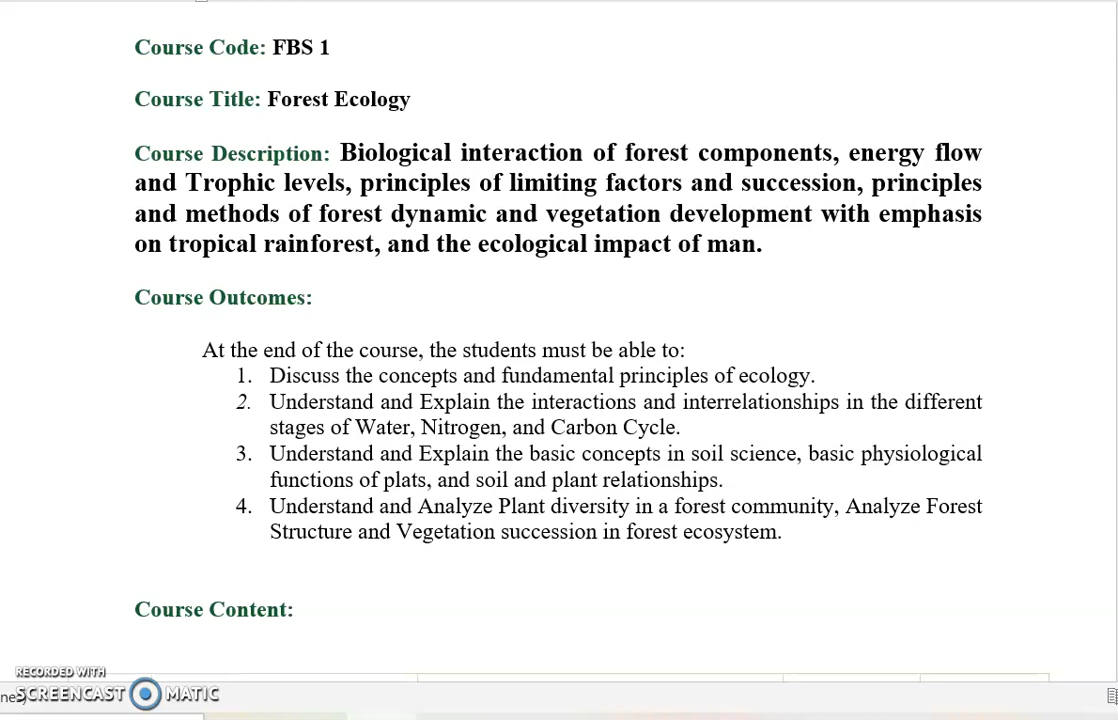 Course Code: FBS 1
Course Title: Forest Ecology
Course Description: Biological interaction of forest components, energy flow
and Trophic levels, principles of limiting factors and succession, principles
and methods of forest dynamic and vegetation development with emphasis
on tropical rainforest, and the ecological impact of man.
Course Outcomes:
At the end of the course, the students must be able to:
1. Discuss the concepts and fundamental principles of ecology.
2. Understand and Explain the interactions and interrelationships in the different
stages of Water, Nitrogen, and Carbon Cycle.
3. Understand and Explain the basic concepts in soil science, basic physiological
functions of plats, and soil and plant relationships.
4. Understand and Analyze Plant diversity in a forest community, Analyze Forest
Structure and Vegetation succession in forest ecosystem.
Course Content:
RECORDED WITH
SCREENCAST MATIC